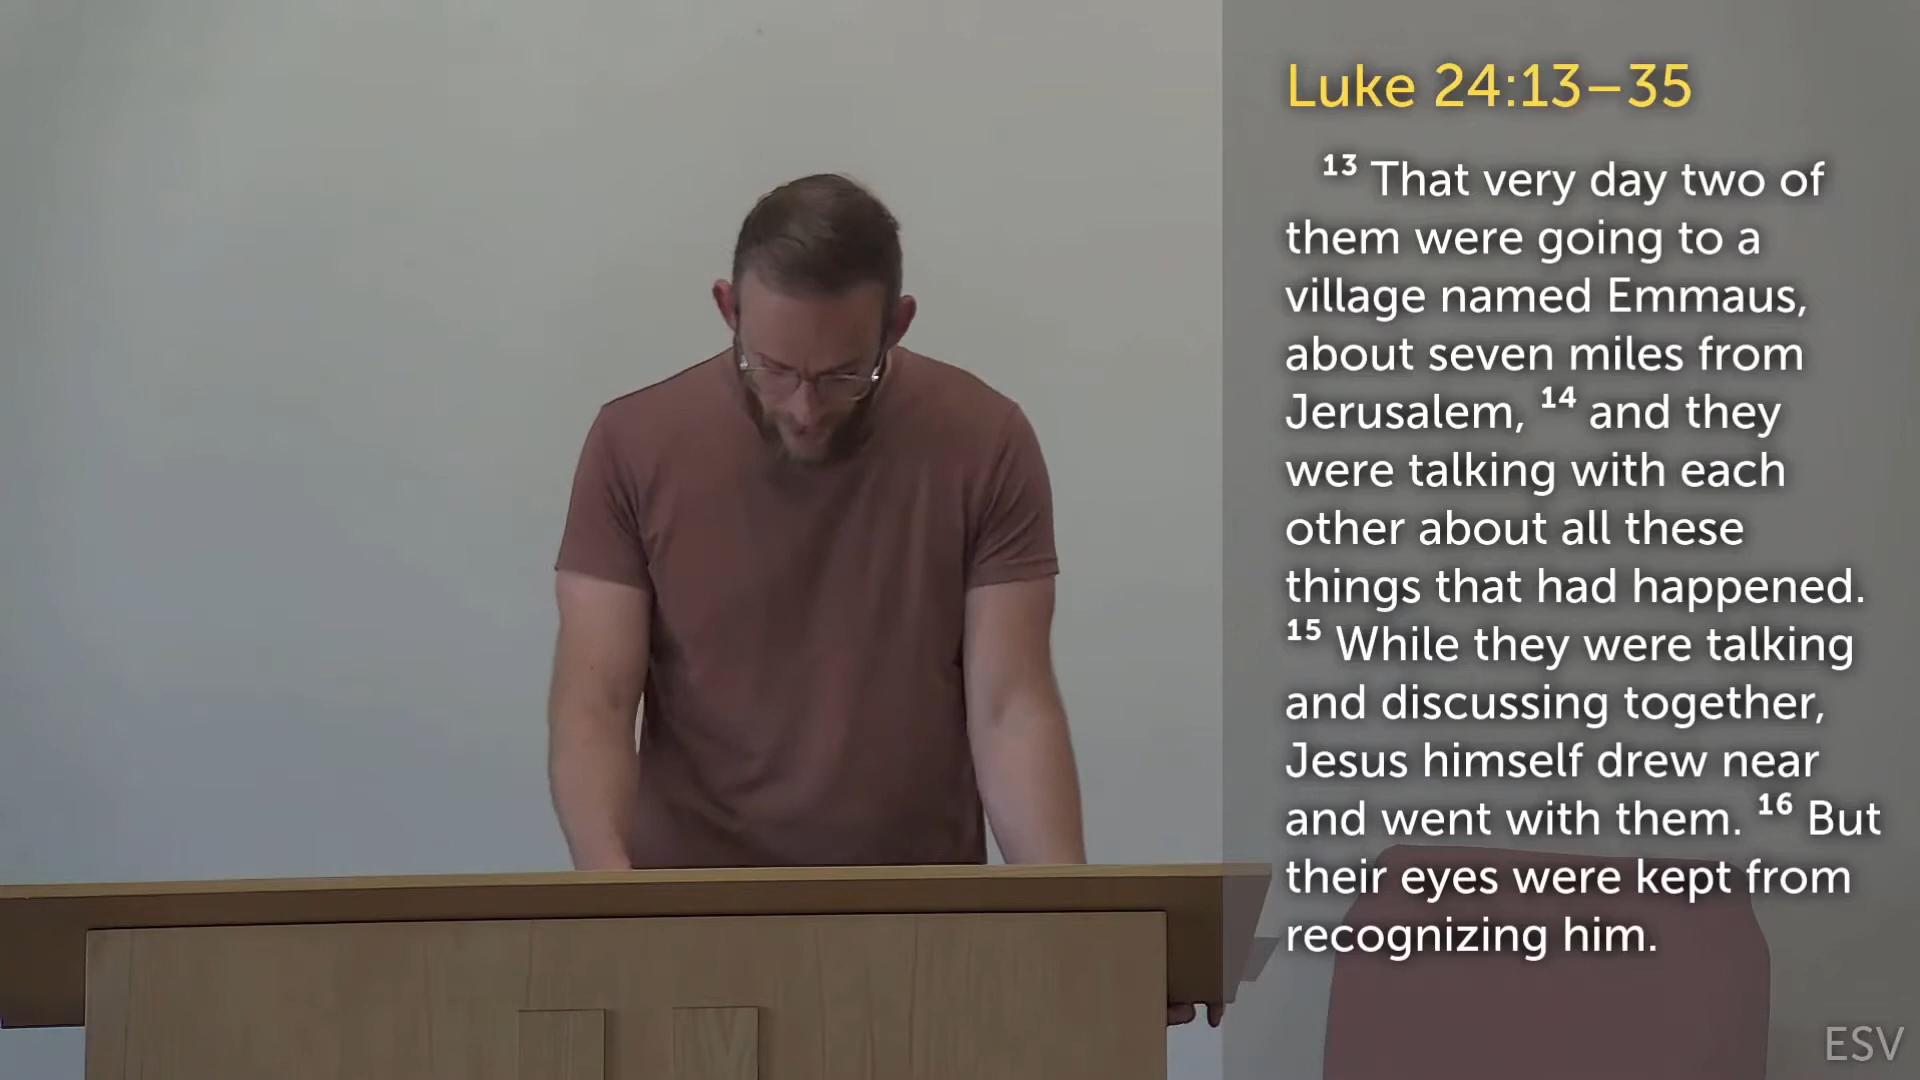 Luke 24:13–35
13 That very day two of
them were going to a
village named Emmaus,
about seven miles from
Jerusalem, 14 and they
were talking with each
other about all these
things that had happened.
15 While they were talking
and discussing together,
Jesus himself drew near
and went with them. 16 But
their eyes were kept from
recognizing him.
ESV